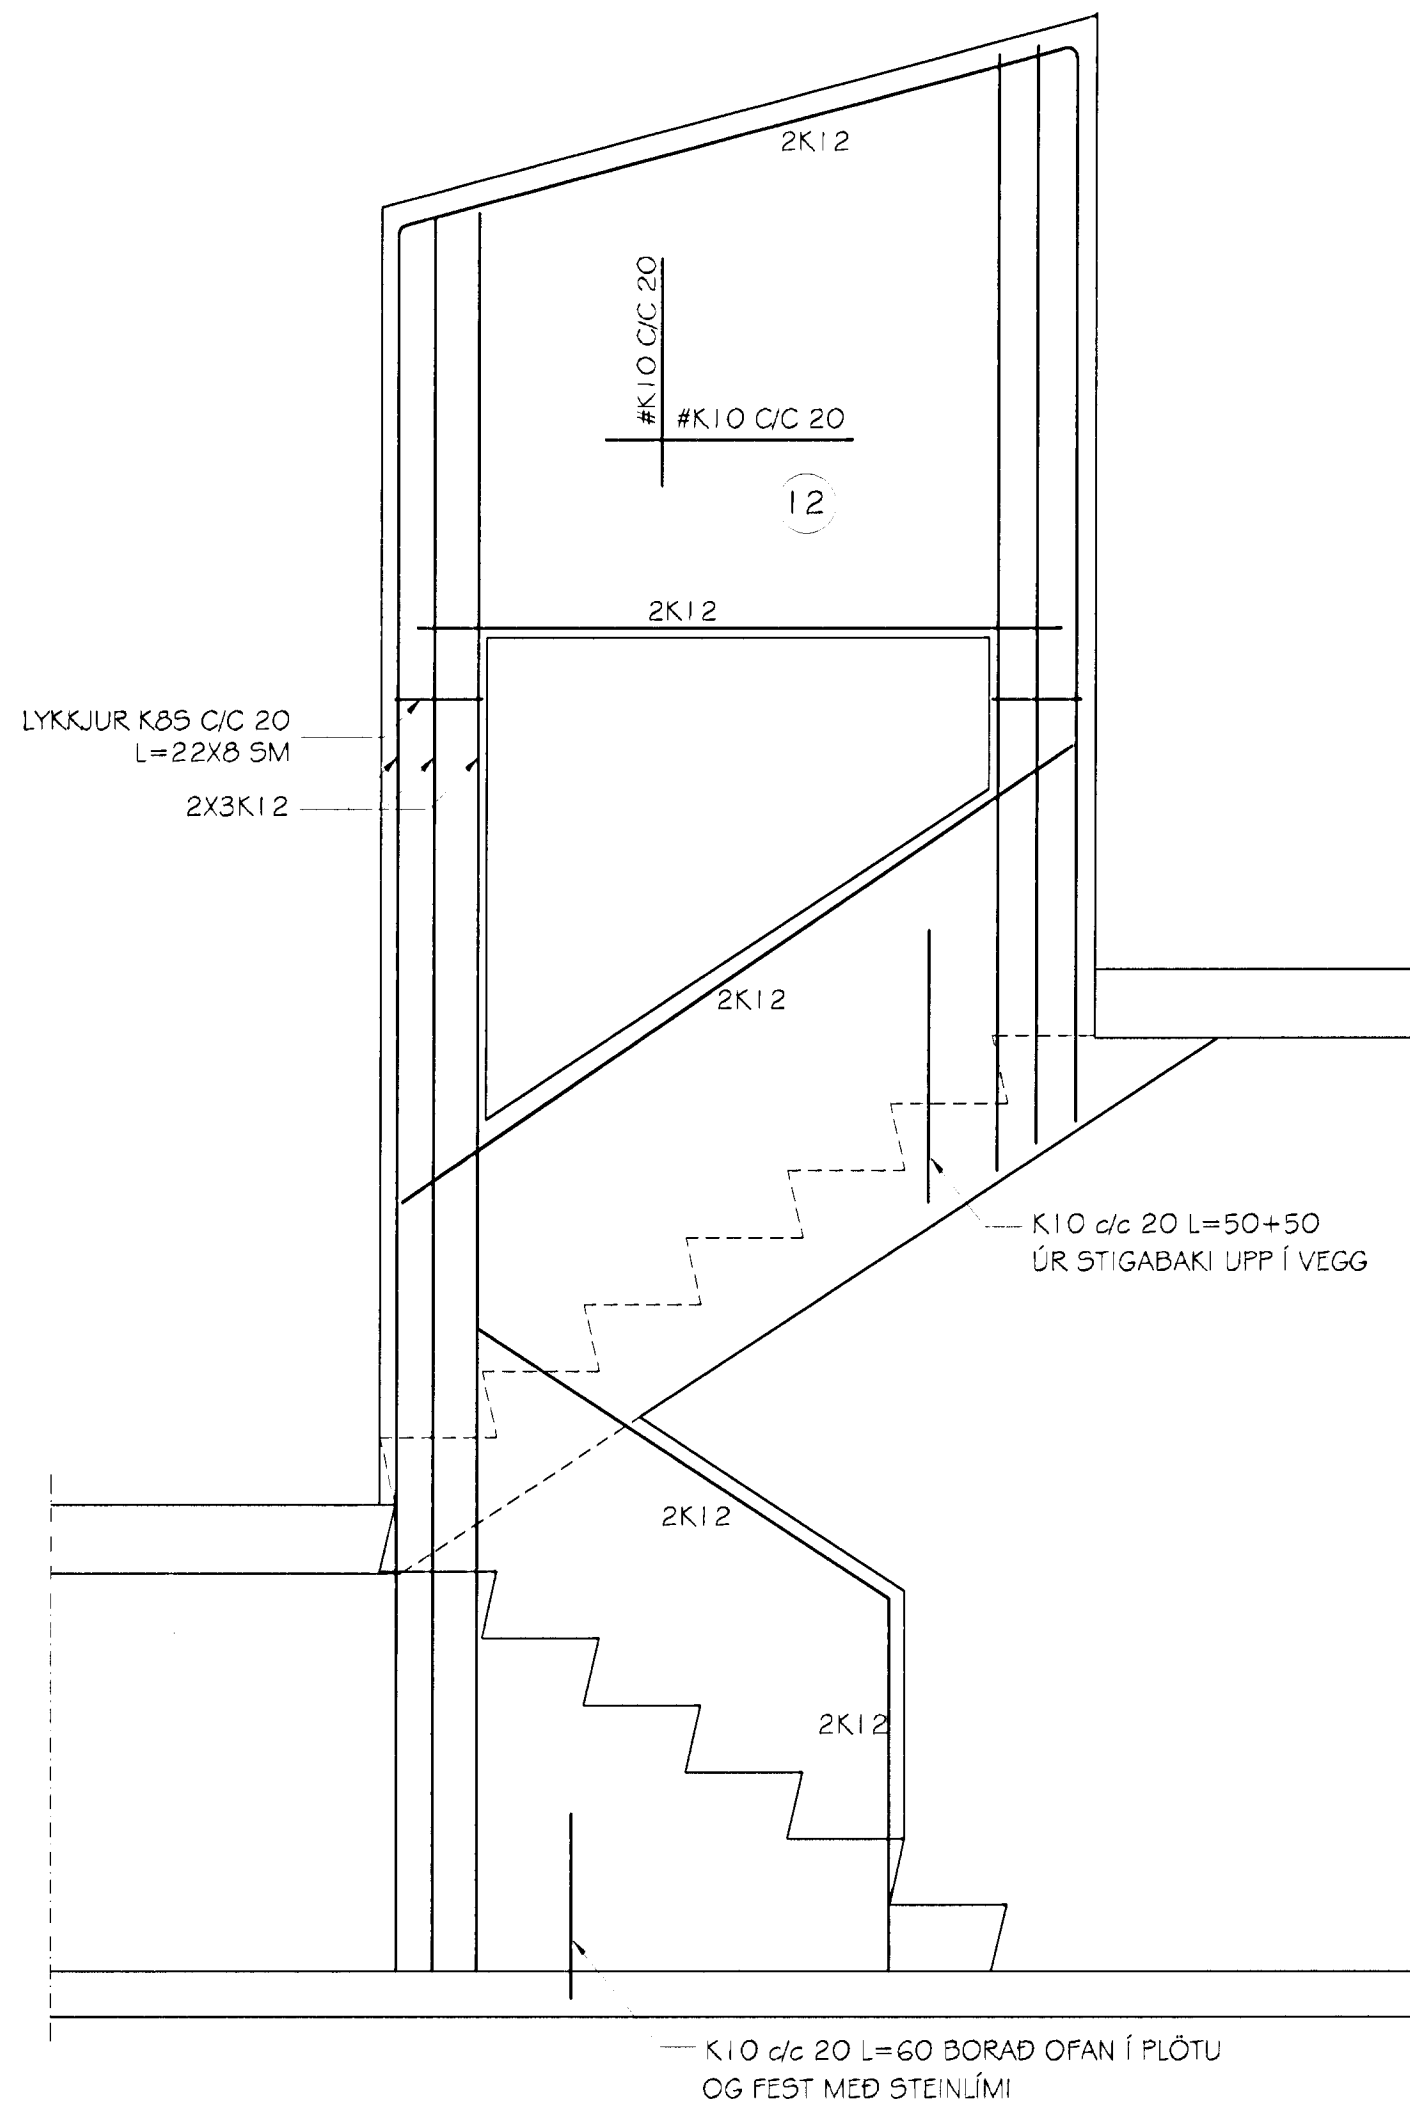 2K12
#K10 C/C 20
#K10 C/C 20
12
2K12
LYKKJUR K8S C/C 20
L=22X8 SM
2X3K12
2K12
K10 c/c 20 L=50+50
ÚR STIGABAKI UPP Í VEGG
2K12
2K12
K10 c/c 20 L=60 BORAÐ OFAN Í PLÖTU
OG FEST MEÐ STEINLÍMI